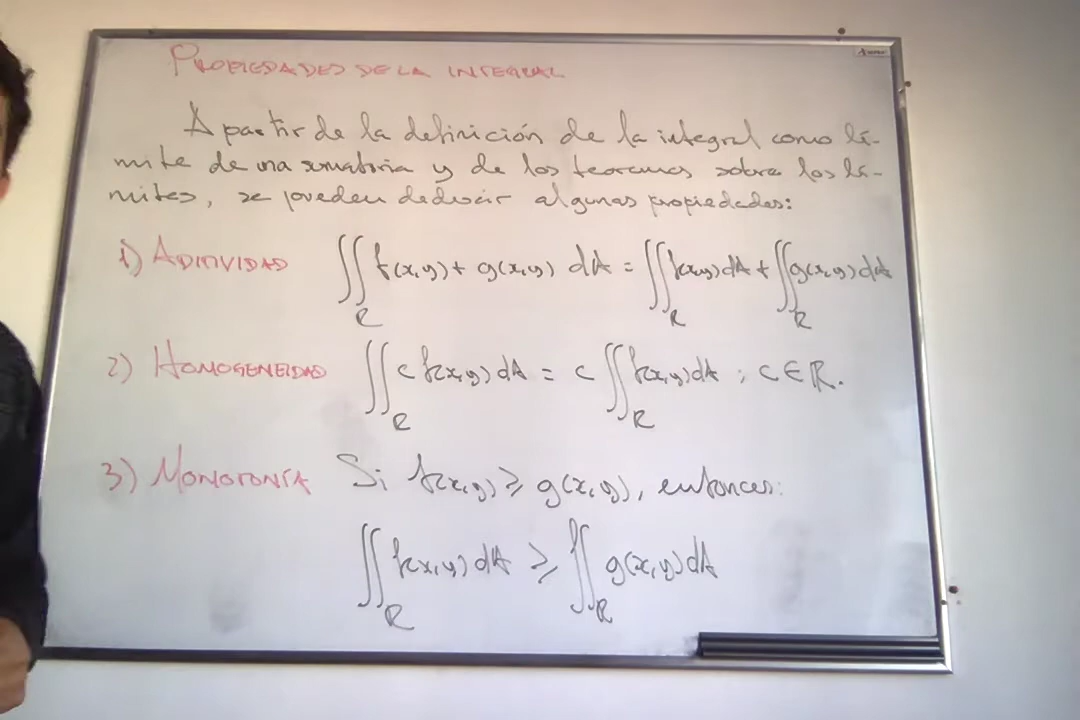 PROPIEDADES DE LA INTEGRAL
A partir de la definición de la integral como lí-
mite de una sumatoria y de los teoremas sobre los lí-
mites, se pueden deducir algunas propiedades:
1) ADITIVIDAD ∬_R f(x,y) + g(x,y) dA = ∬_R f(x,y) dA + ∬_R g(x,y) dA
2) HOMOGENEIDAD ∬_R c f(x,y) dA = c ∬_R f(x,y) dA ; c ∈ ℝ.
3) MONOTONÍA Si f(x,y) ≥ g(x,y), entonces:
∬_R f(x,y) dA ≥ ∬_R g(x,y) dA